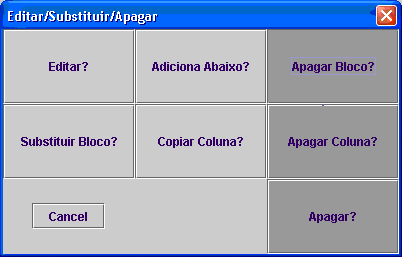 Editar/Substituir/Apagar
Editar?
Adiciona Abaixo?
Apagar Bloco?
Substituir Bloco?
Copiar Coluna?
Apagar Coluna?
Cancel
Apagar?